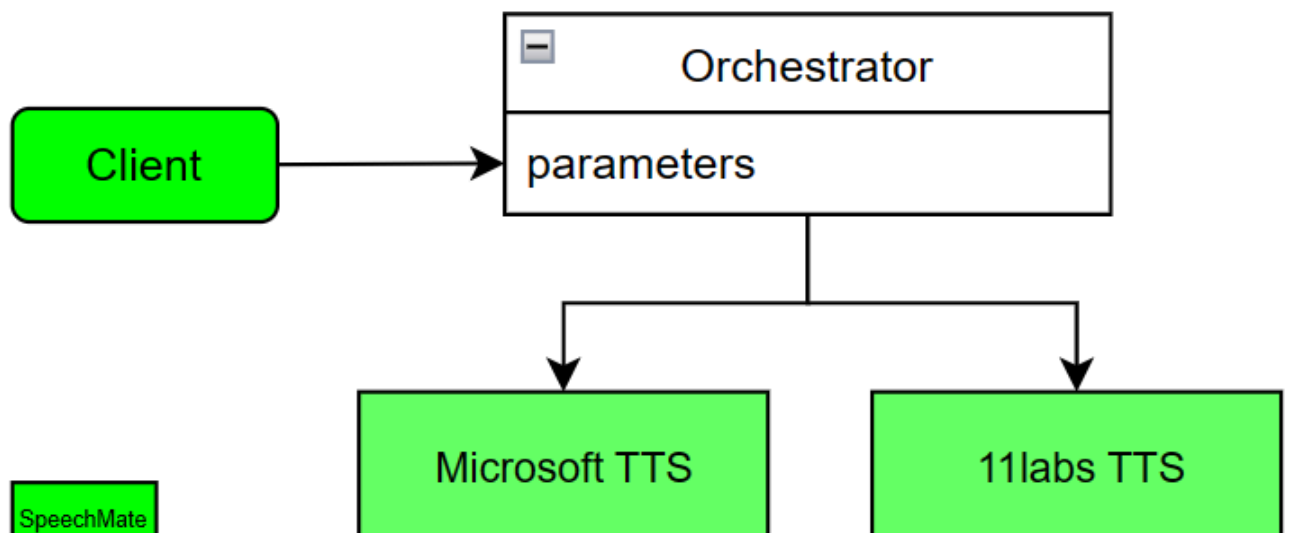 Orchestrator
Client
parameters
Microsoft TTS
11labs TTS
SpeechMate